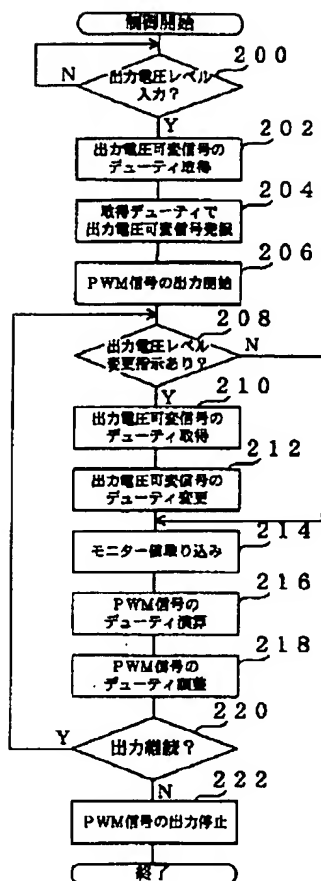 制御開始
200
N
出力電圧レベル
入力?
Y
202
出力電圧可変信号の
デューティ取得
204
取得デューティで
出力電圧可変信号発振
206
PWM信号の出力開始
208
出力電圧レベル
変更指示あり?
N
Y
210
出力電圧可変信号の
デューティ取得
212
出力電圧可変信号の
デューティ変更
214
モニター値取り込み
216
PWM信号の
デューティ演算
218
PWM信号の
デューティ調整
220
Y
出力継続?
N
222
PWM信号の出力停止
終了